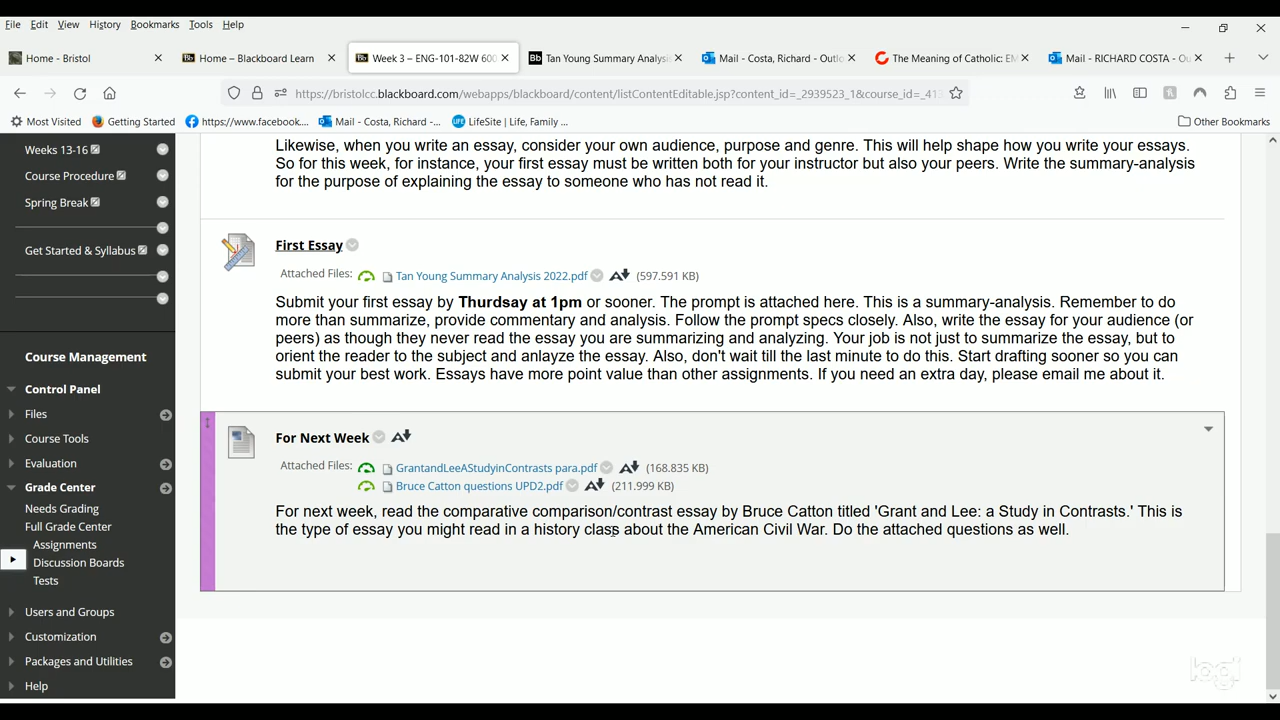 File Edit View History Bookmarks Tools Help
Home - Bristol
Home – Blackboard Learn
Week 3 – ENG-101-82W 600
Tan Young Summary Analysis
Mail - Costa, Richard - Outlo
The Meaning of Catholic: EM
Mail - RICHARD COSTA - Ou
https://bristolcc.blackboard.com/webapps/blackboard/content/listContentEditable.jsp?content_id=_2939523_1&course_id=_413
Most Visited Getting Started https://www.facebook.... Mail - Costa, Richard -... LifeSite | Life, Family ... Other Bookmarks
Weeks 13-16
Course Procedure
Spring Break
Get Started & Syllabus
Course Management
Control Panel
Files
Course Tools
Evaluation
Grade Center
Needs Grading
Full Grade Center
Assignments
Discussion Boards
Tests
Users and Groups
Customization
Packages and Utilities
Help
Likewise, when you write an essay, consider your own audience, purpose and genre. This will help shape how you write your essays.
So for this week, for instance, your first essay must be written both for your instructor but also your peers. Write the summary-analysis
for the purpose of explaining the essay to someone who has not read it.
First Essay
Attached Files: Tan Young Summary Analysis 2022.pdf (597.591 KB)
Submit your first essay by Thurdsay at 1pm or sooner. The prompt is attached here. This is a summary-analysis. Remember to do
more than summarize, provide commentary and analysis. Follow the prompt specs closely. Also, write the essay for your audience (or
peers) as though they never read the essay you are summarizing and analyzing. Your job is not just to summarize the essay, but to
orient the reader to the subject and anlayze the essay. Also, don't wait till the last minute to do this. Start drafting sooner so you can
submit your best work. Essays have more point value than other assignments. If you need an extra day, please email me about it.
For Next Week
Attached Files: GrantandLeeAStudyinContrasts para.pdf (168.835 KB)
Bruce Catton questions UPD2.pdf (211.999 KB)
For next week, read the comparative comparison/contrast essay by Bruce Catton titled 'Grant and Lee: a Study in Contrasts.' This is
the type of essay you might read in a history class about the American Civil War. Do the attached questions as well.
logi